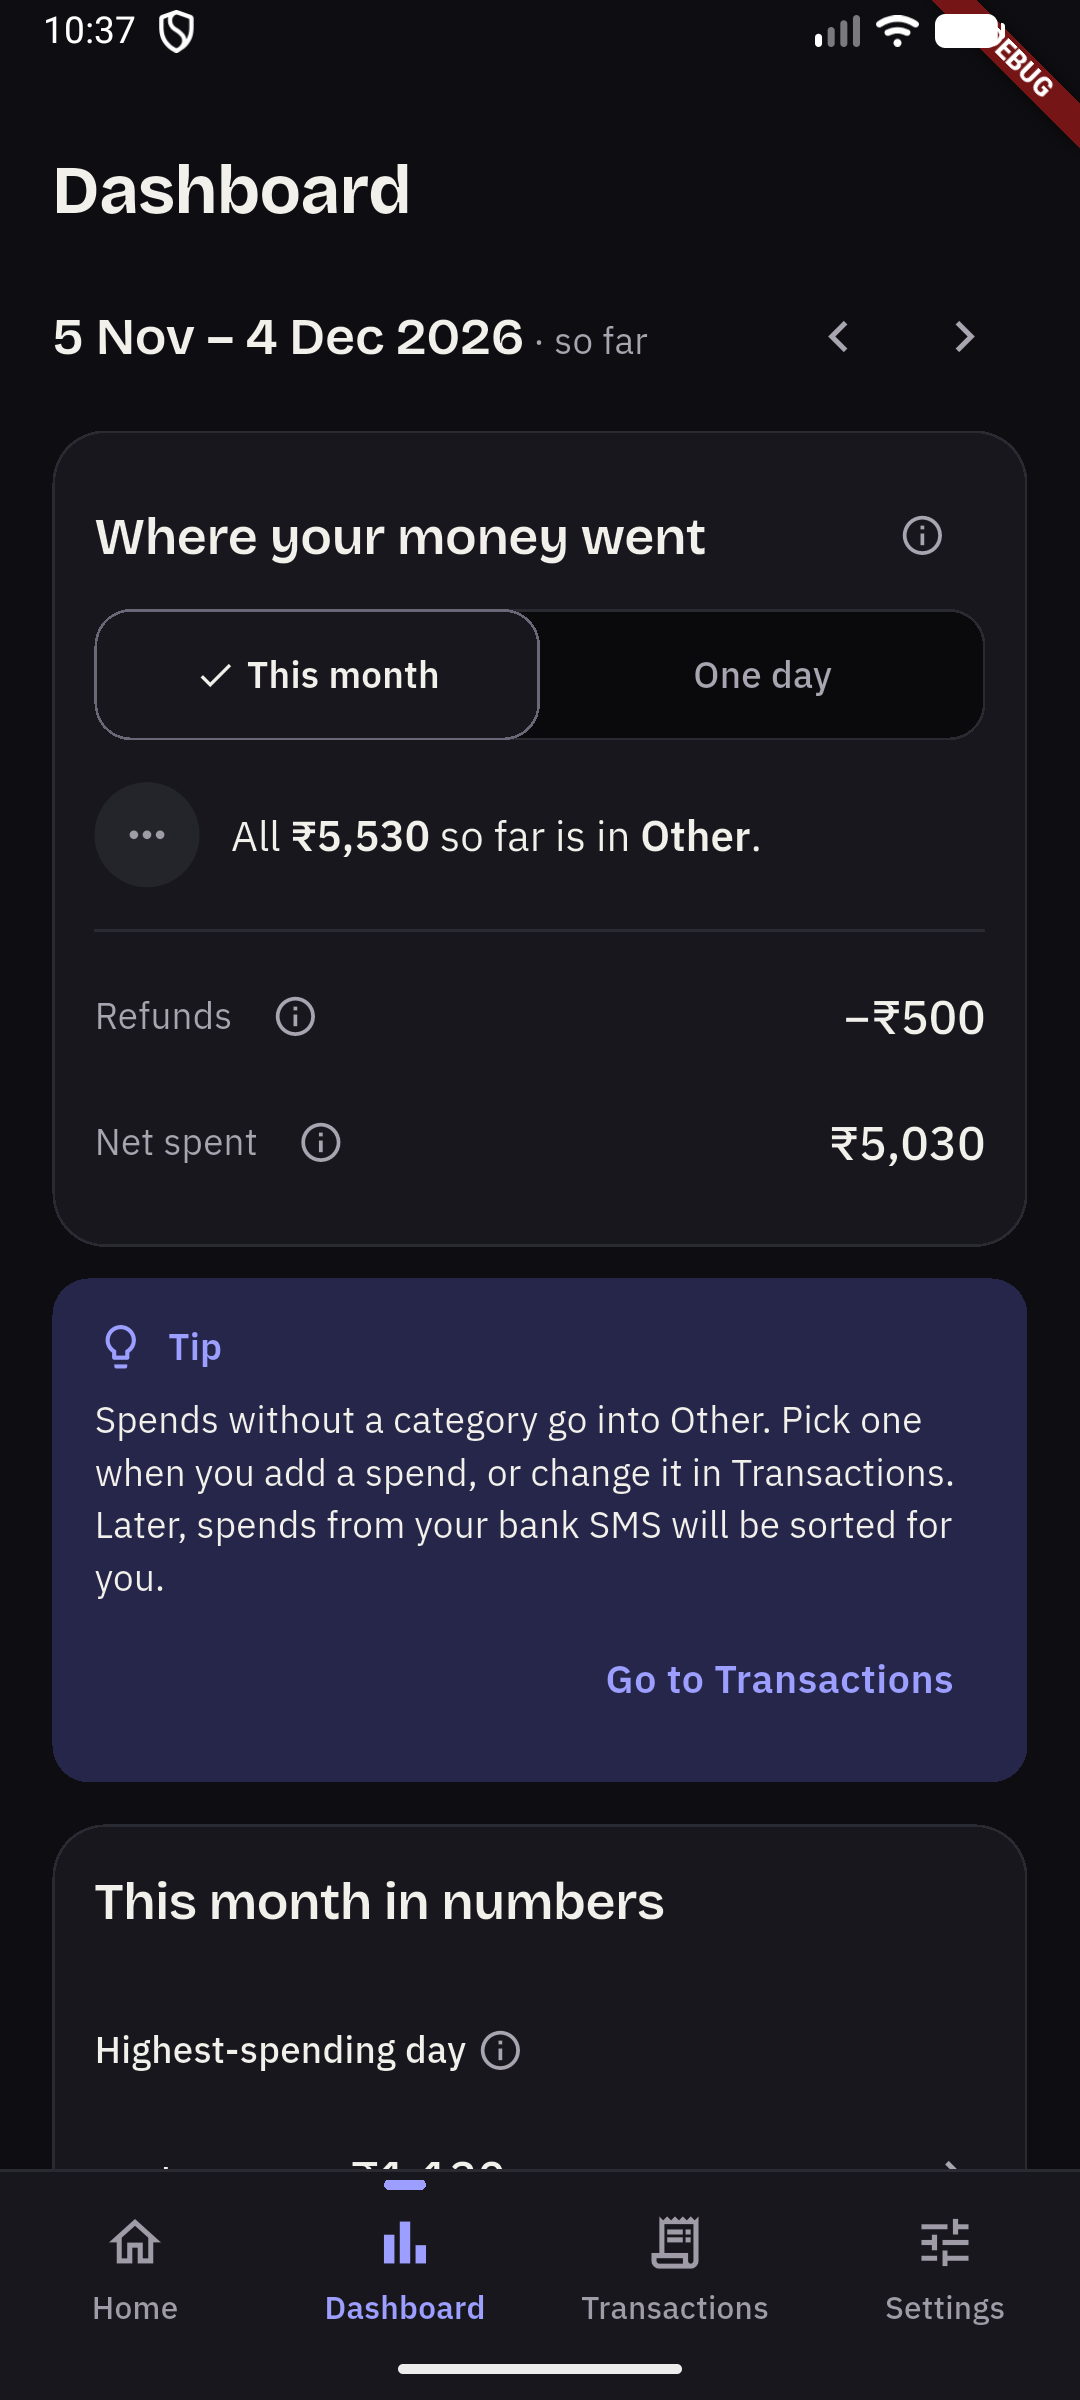 10:37
DEBUG
Dashboard
5 Nov – 4 Dec 2026 · so far
Where your money went
This month
One day
All ₹5,530 so far is in Other.
Refunds
–₹500
Net spent
₹5,030
Tip
Spends without a category go into Other. Pick one
when you add a spend, or change it in Transactions.
Later, spends from your bank SMS will be sorted for
you.
Go to Transactions
This month in numbers
Highest-spending day
Home
Dashboard
Transactions
Settings